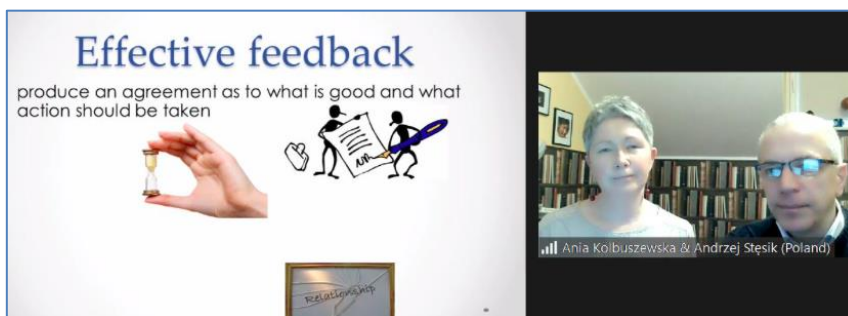 Effective feedback
produce an agreement as to what is good and what
action should be taken
Relationship
Ania Kolbuszewska & Andrzej Stęsik (Poland)